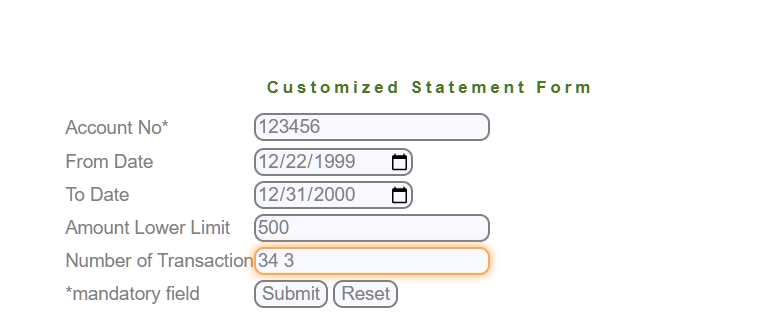 Customized Statement Form
Account No* 123456
From Date 12/22/1999
To Date 12/31/2000
Amount Lower Limit 500
Number of Transaction 34 3
*mandatory field Submit Reset